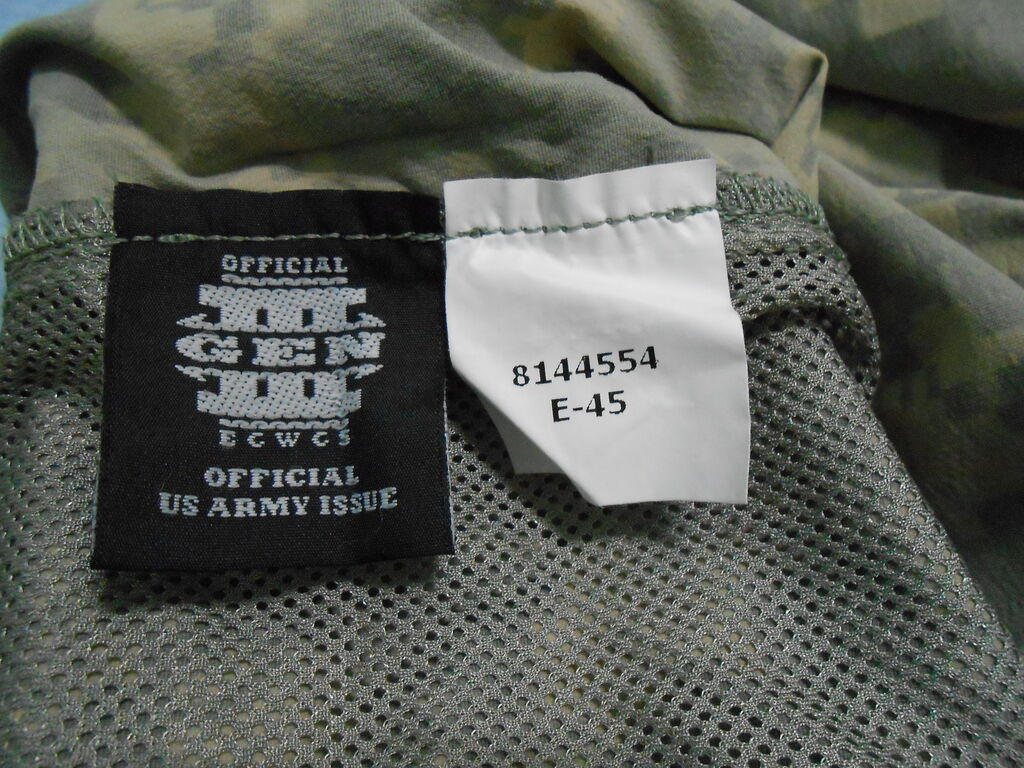 OFFICIAL
III
GEN
III
ECWCS
OFFICIAL
US ARMY ISSUE
8144554
E-45